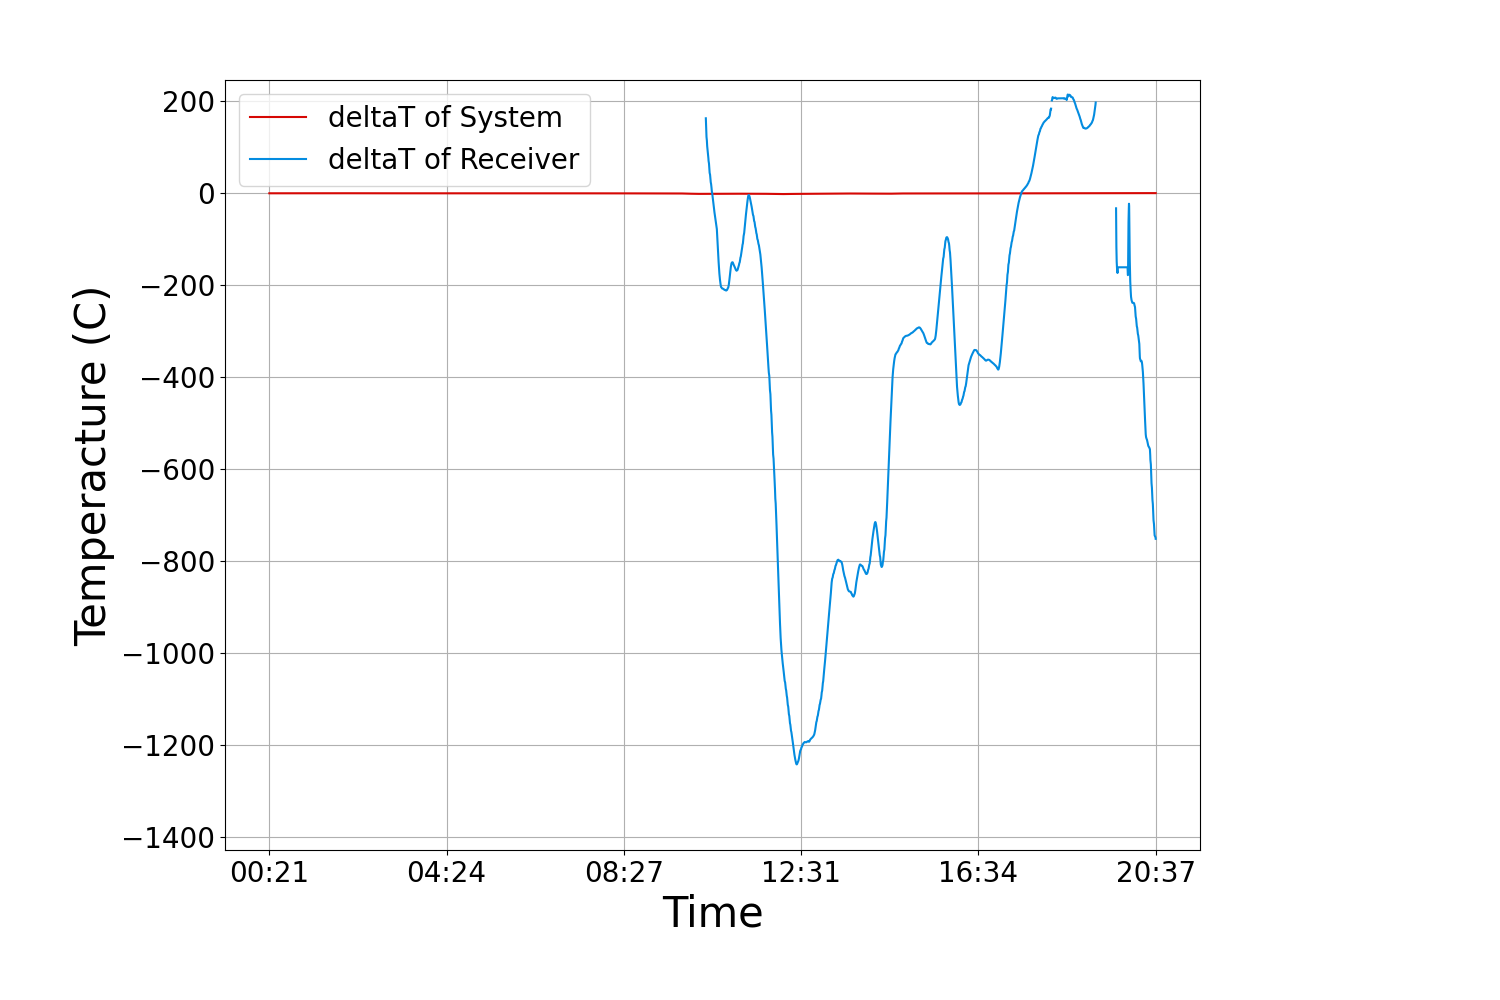 deltaT of System
deltaT of Receiver
200
0
−200
−400
−600
−800
−1000
−1200
−1400
Temperacture (C)
00:21 04:24 08:27 12:31 16:34 20:37
Time